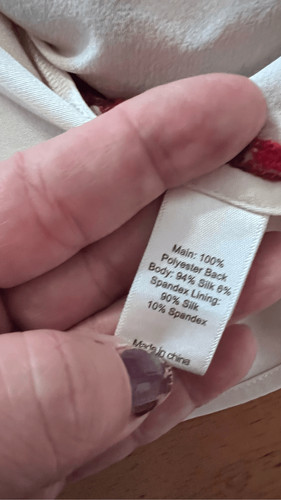 Main: 100%
Polyester Back
Body: 94% Silk 6%
Spandex Lining:
90% Silk
10% Spandex
Made in china